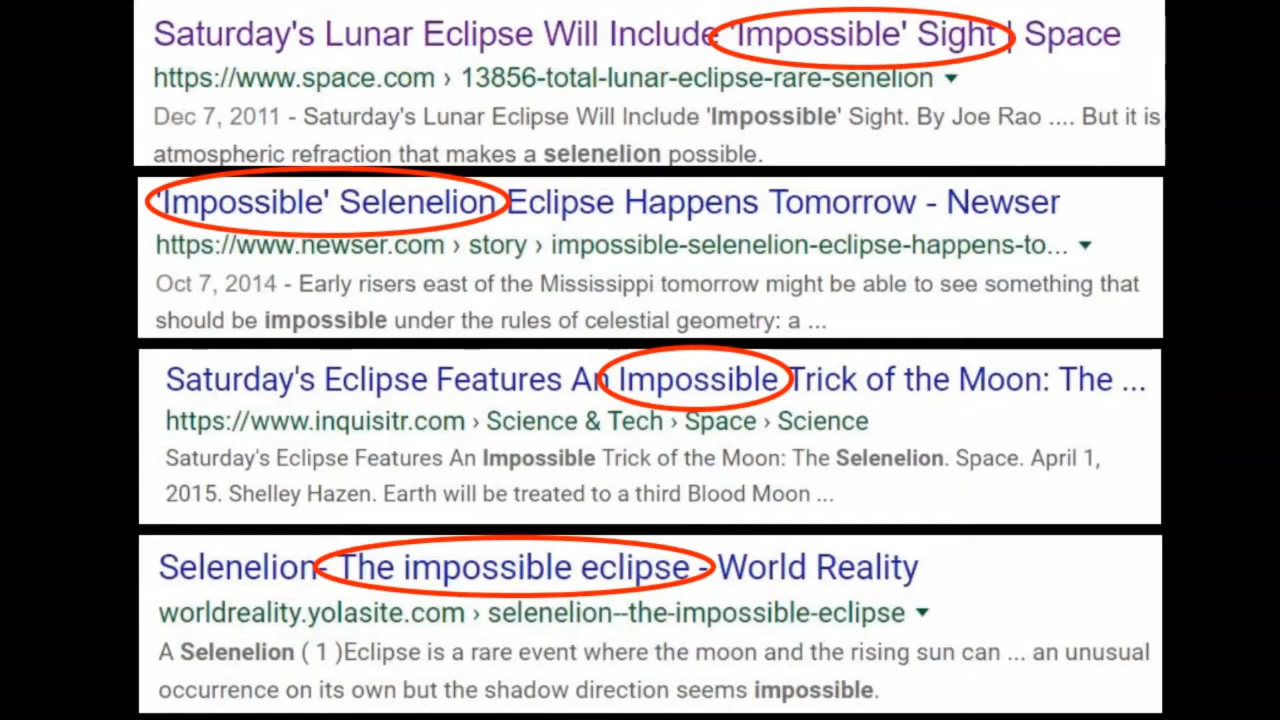 Saturday's Lunar Eclipse Will Include 'Impossible' Sight | Space
https://www.space.com › 13856-total-lunar-eclipse-rare-senelion
Dec 7, 2011 - Saturday's Lunar Eclipse Will Include 'Impossible' Sight. By Joe Rao .... But it is
atmospheric refraction that makes a selenelion possible.
'Impossible' Selenelion Eclipse Happens Tomorrow - Newser
https://www.newser.com › story › impossible-selenelion-eclipse-happens-to...
Oct 7, 2014 - Early risers east of the Mississippi tomorrow might be able to see something that
should be impossible under the rules of celestial geometry: a ...
Saturday's Eclipse Features An Impossible Trick of the Moon: The ...
https://www.inquisitr.com › Science & Tech › Space › Science
Saturday's Eclipse Features An Impossible Trick of the Moon: The Selenelion. Space. April 1,
2015. Shelley Hazen. Earth will be treated to a third Blood Moon ...
Selenelion- The impossible eclipse - World Reality
worldreality.yolasite.com › selenelion--the-impossible-eclipse
A Selenelion ( 1 )Eclipse is a rare event where the moon and the rising sun can ... an unusual
occurrence on its own but the shadow direction seems impossible.